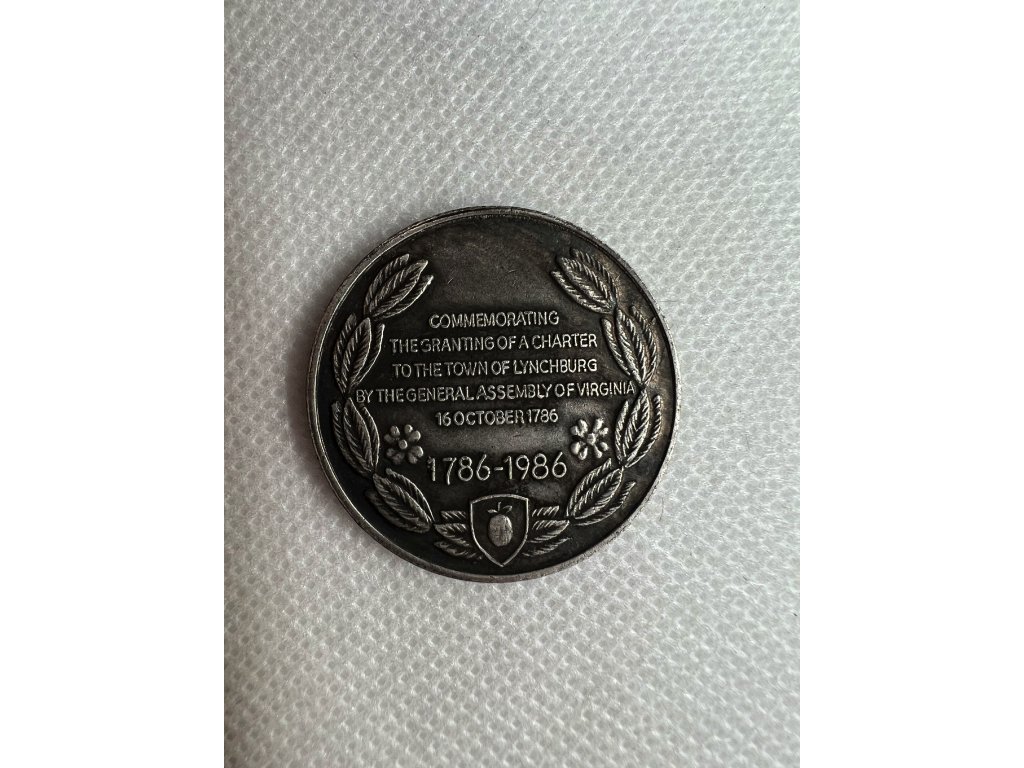 COMMEMORATING
THE GRANTING OF A CHARTER
TO THE TOWN OF LYNCHBURG
BY THE GENERAL ASSEMBLY OF VIRGINIA
16 OCTOBER 1786
1786-1986